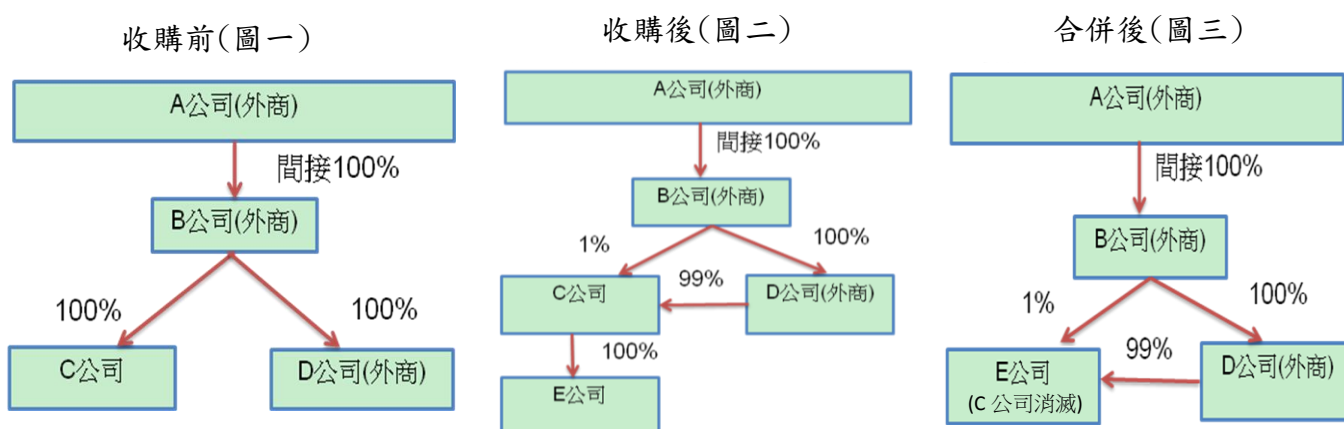 收購前(圖一)
A公司(外商)
間接100%
B公司(外商)
100%
100%
C公司
D公司(外商)
收購後(圖二)
A公司(外商)
間接100%
B公司(外商)
1%
100%
C公司
99%
D公司(外商)
100%
E公司
合併後(圖三)
A公司(外商)
間接100%
B公司(外商)
1%
100%
99%
E公司
(C 公司消滅)
D公司(外商)